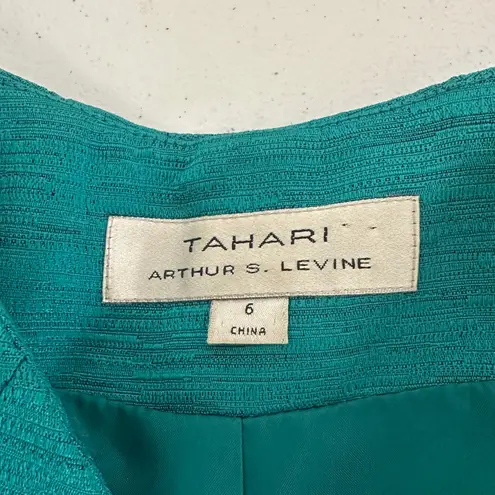 TAHARI
ARTHUR S. LEVINE
6
CHINA